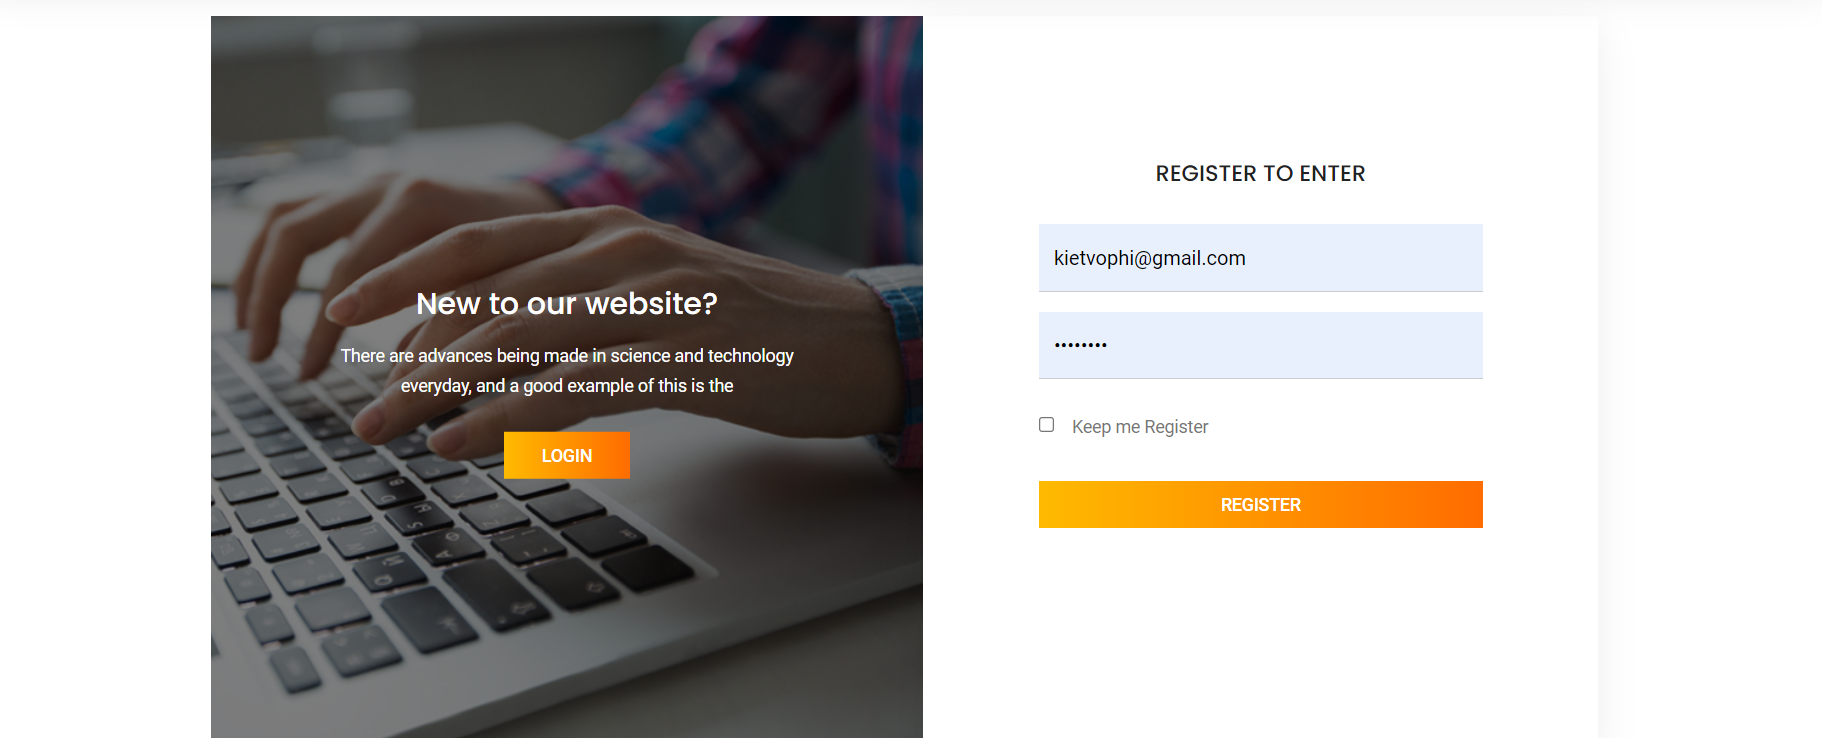 New to our website?
There are advances being made in science and technology
everyday, and a good example of this is the
LOGIN
REGISTER TO ENTER
kietvophi@gmail.com
••••••••
Keep me Register
REGISTER